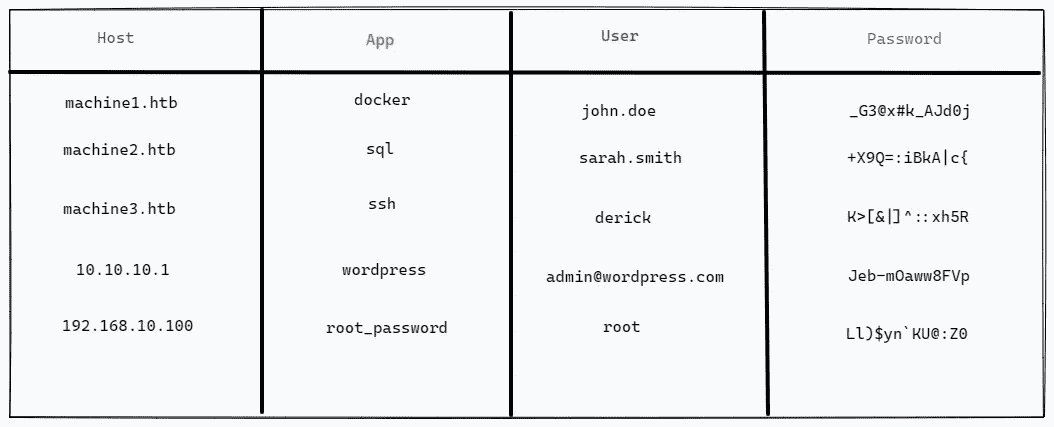 Host App User Password
machine1.htb docker john.doe _G3@x#k_AJd0j
machine2.htb sql sarah.smith +X9Q=:iBkA|c{
machine3.htb ssh derick K>[&|]^::xh5R
10.10.10.1 wordpress admin@wordpress.com Jeb-mOaww8FVp
192.168.10.100 root_password root Ll)$yn`KU@:Z0